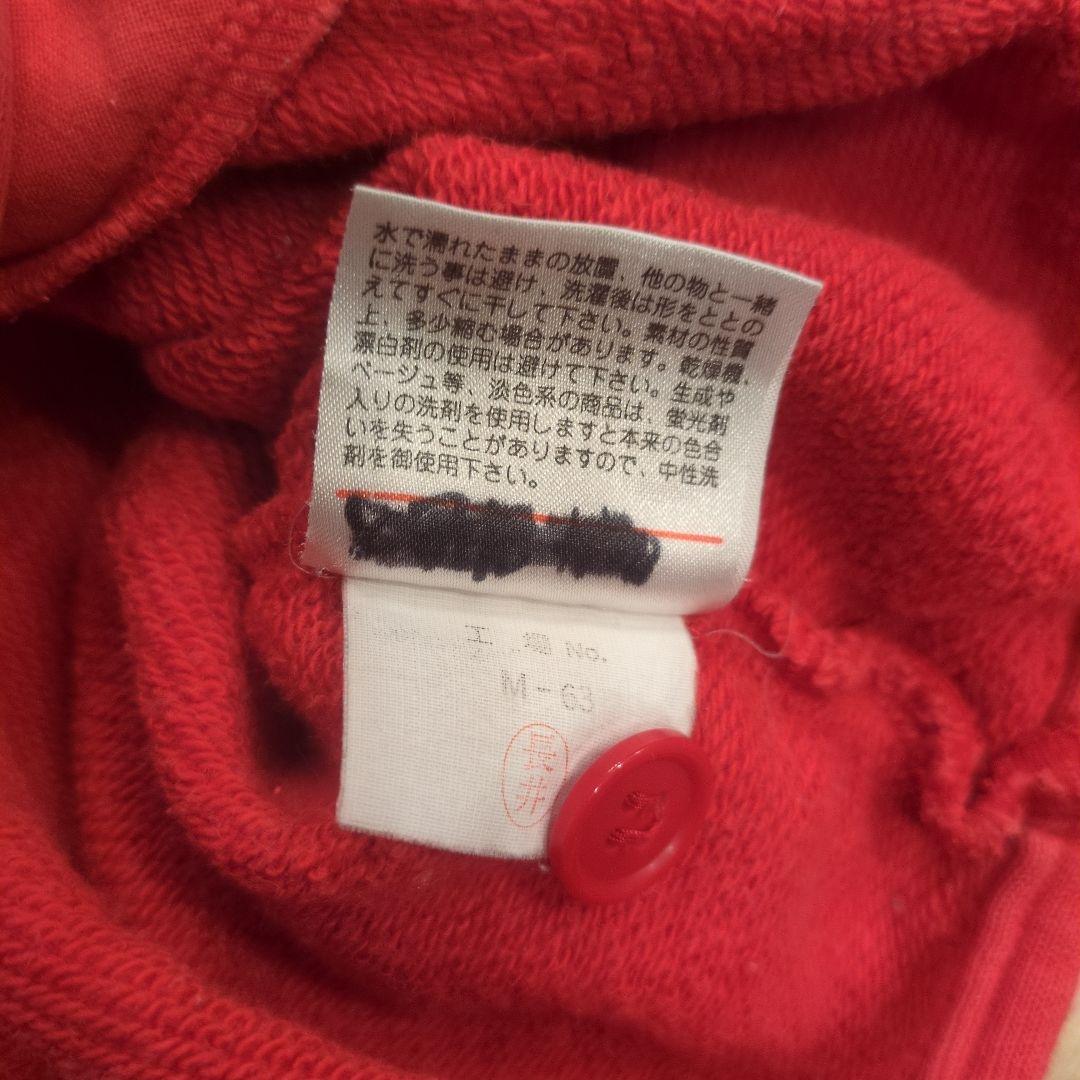 水で濡れたままの放置、他の物と一緒
に洗う事は避け、洗濯後は形をととの
えてすぐに干して下さい。素材の性質
上、多少縮む場合があります。乾燥機、
漂白剤の使用は避けて下さい。生成や
ベージュ等、淡色系の商品は、蛍光剤
入りの洗剤を使用しますと本来の色合
いを失うことがありますので、中性洗
剤を御使用下さい。
工場No.
M-63
長井